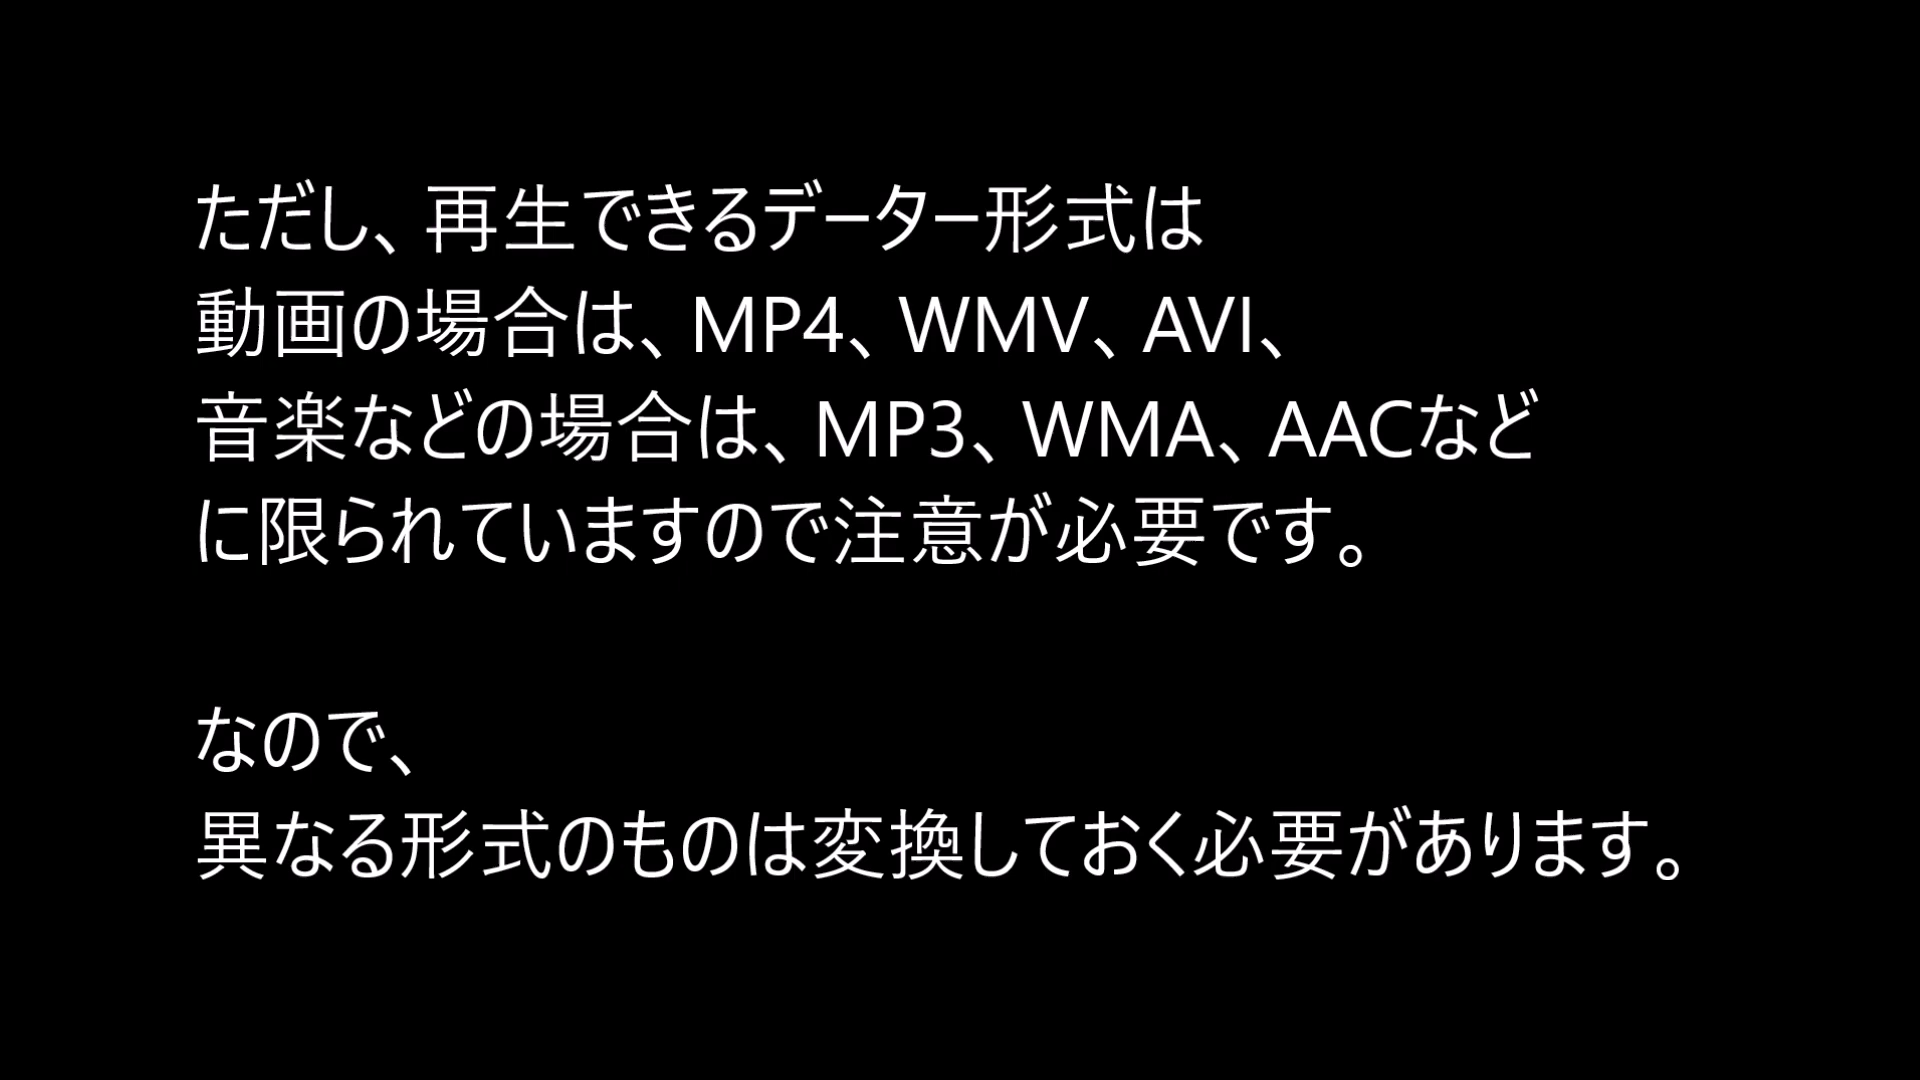 ただし、再生できるデーター形式は
動画の場合は、MP4、WMV、AVI、
音楽などの場合は、MP3、WMA、AACなど
に限られていますので注意が必要です。
なので、
異なる形式のものは変換しておく必要があります。